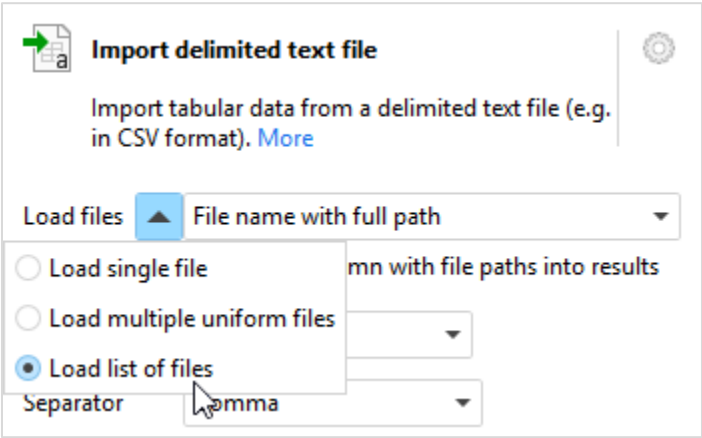 a
Import delimited text file
Import tabular data from a delimited text file (e.g.
in CSV format). More
Load files File name with full path
Load single file
mn with file paths into results
Load multiple uniform files
Load list of files
Separator omma